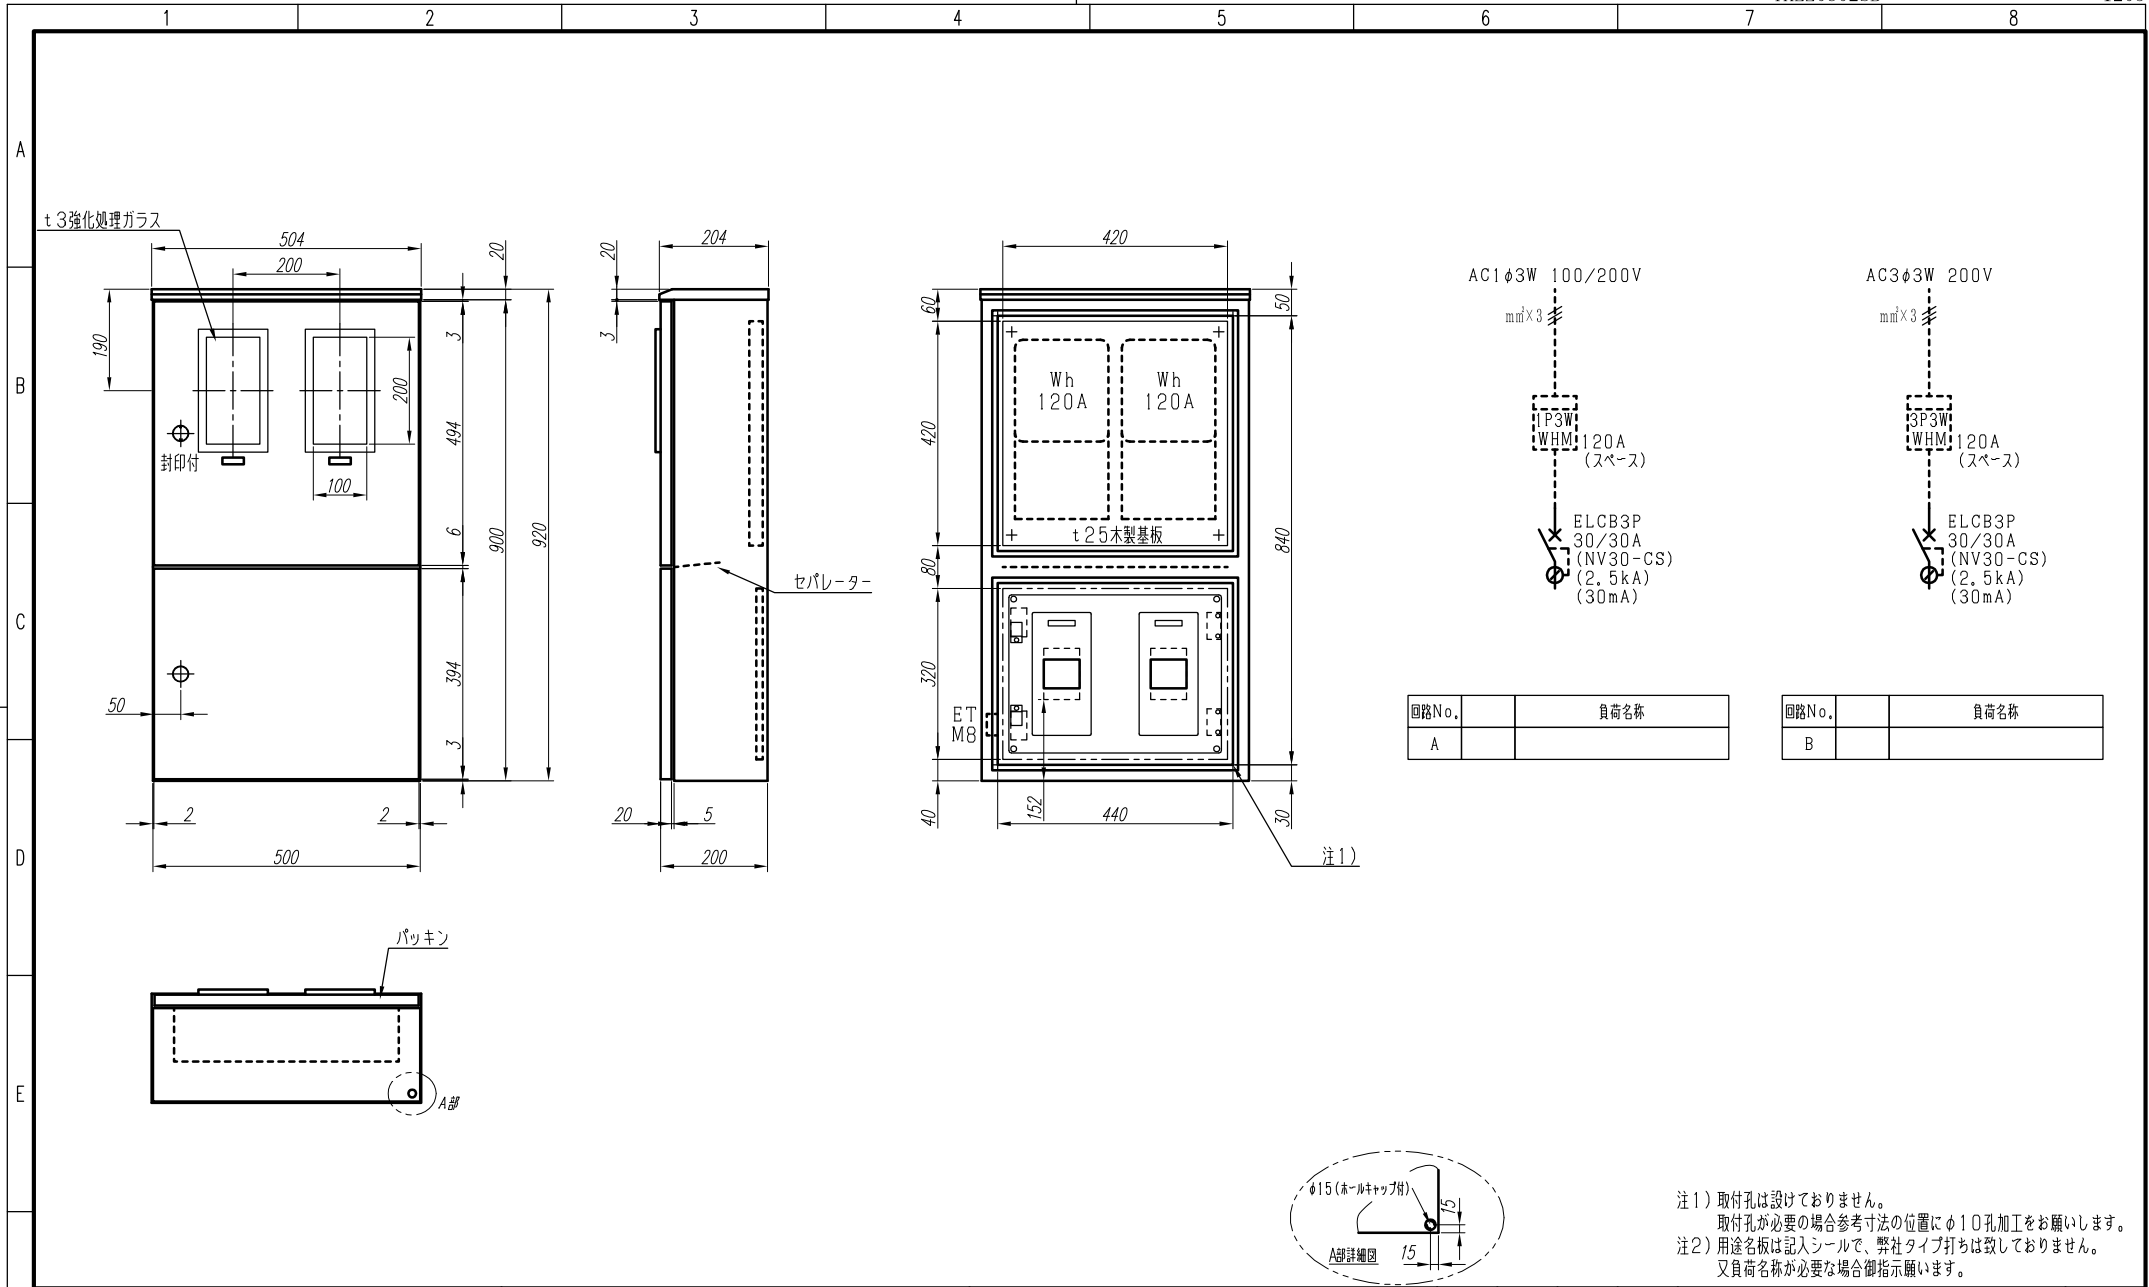 1 2 3 4 5 6 7 8
A
B
C
D
E
t3強化処理ガラス
504
200
20
190
3
200
494
封印付
100
6
900
920
394
50
3
2
2
500
20
204
3
セパレーター
20
5
200
420
60
50
Wh
120A
Wh
120A
420
t25木製基板
840
80
320
ET
M8
152
40
440
30
注1)
AC1φ3W 100/200V
mm²×3
1P3W
WHM
120A
(スペース)
ELCB3P
30/30A
(NV30-CS)
(2.5kA)
(30mA)
回路No. 負荷名称
A
AC3φ3W 200V
mm²×3
3P3W
WHM
120A
(スペース)
ELCB3P
30/30A
(NV30-CS)
(2.5kA)
(30mA)
回路No. 負荷名称
B
パッキン
A部
φ15(ホールキャップ付)
15
15
A部詳細図
注1) 取付孔は設けておりません。
取付孔が必要の場合参考寸法の位置にφ10孔加工をお願いします。
注2) 用途名板は記入シールで、弊社タイプ打ちは致しておりません。
又負荷名称が必要な場合御指示願います。